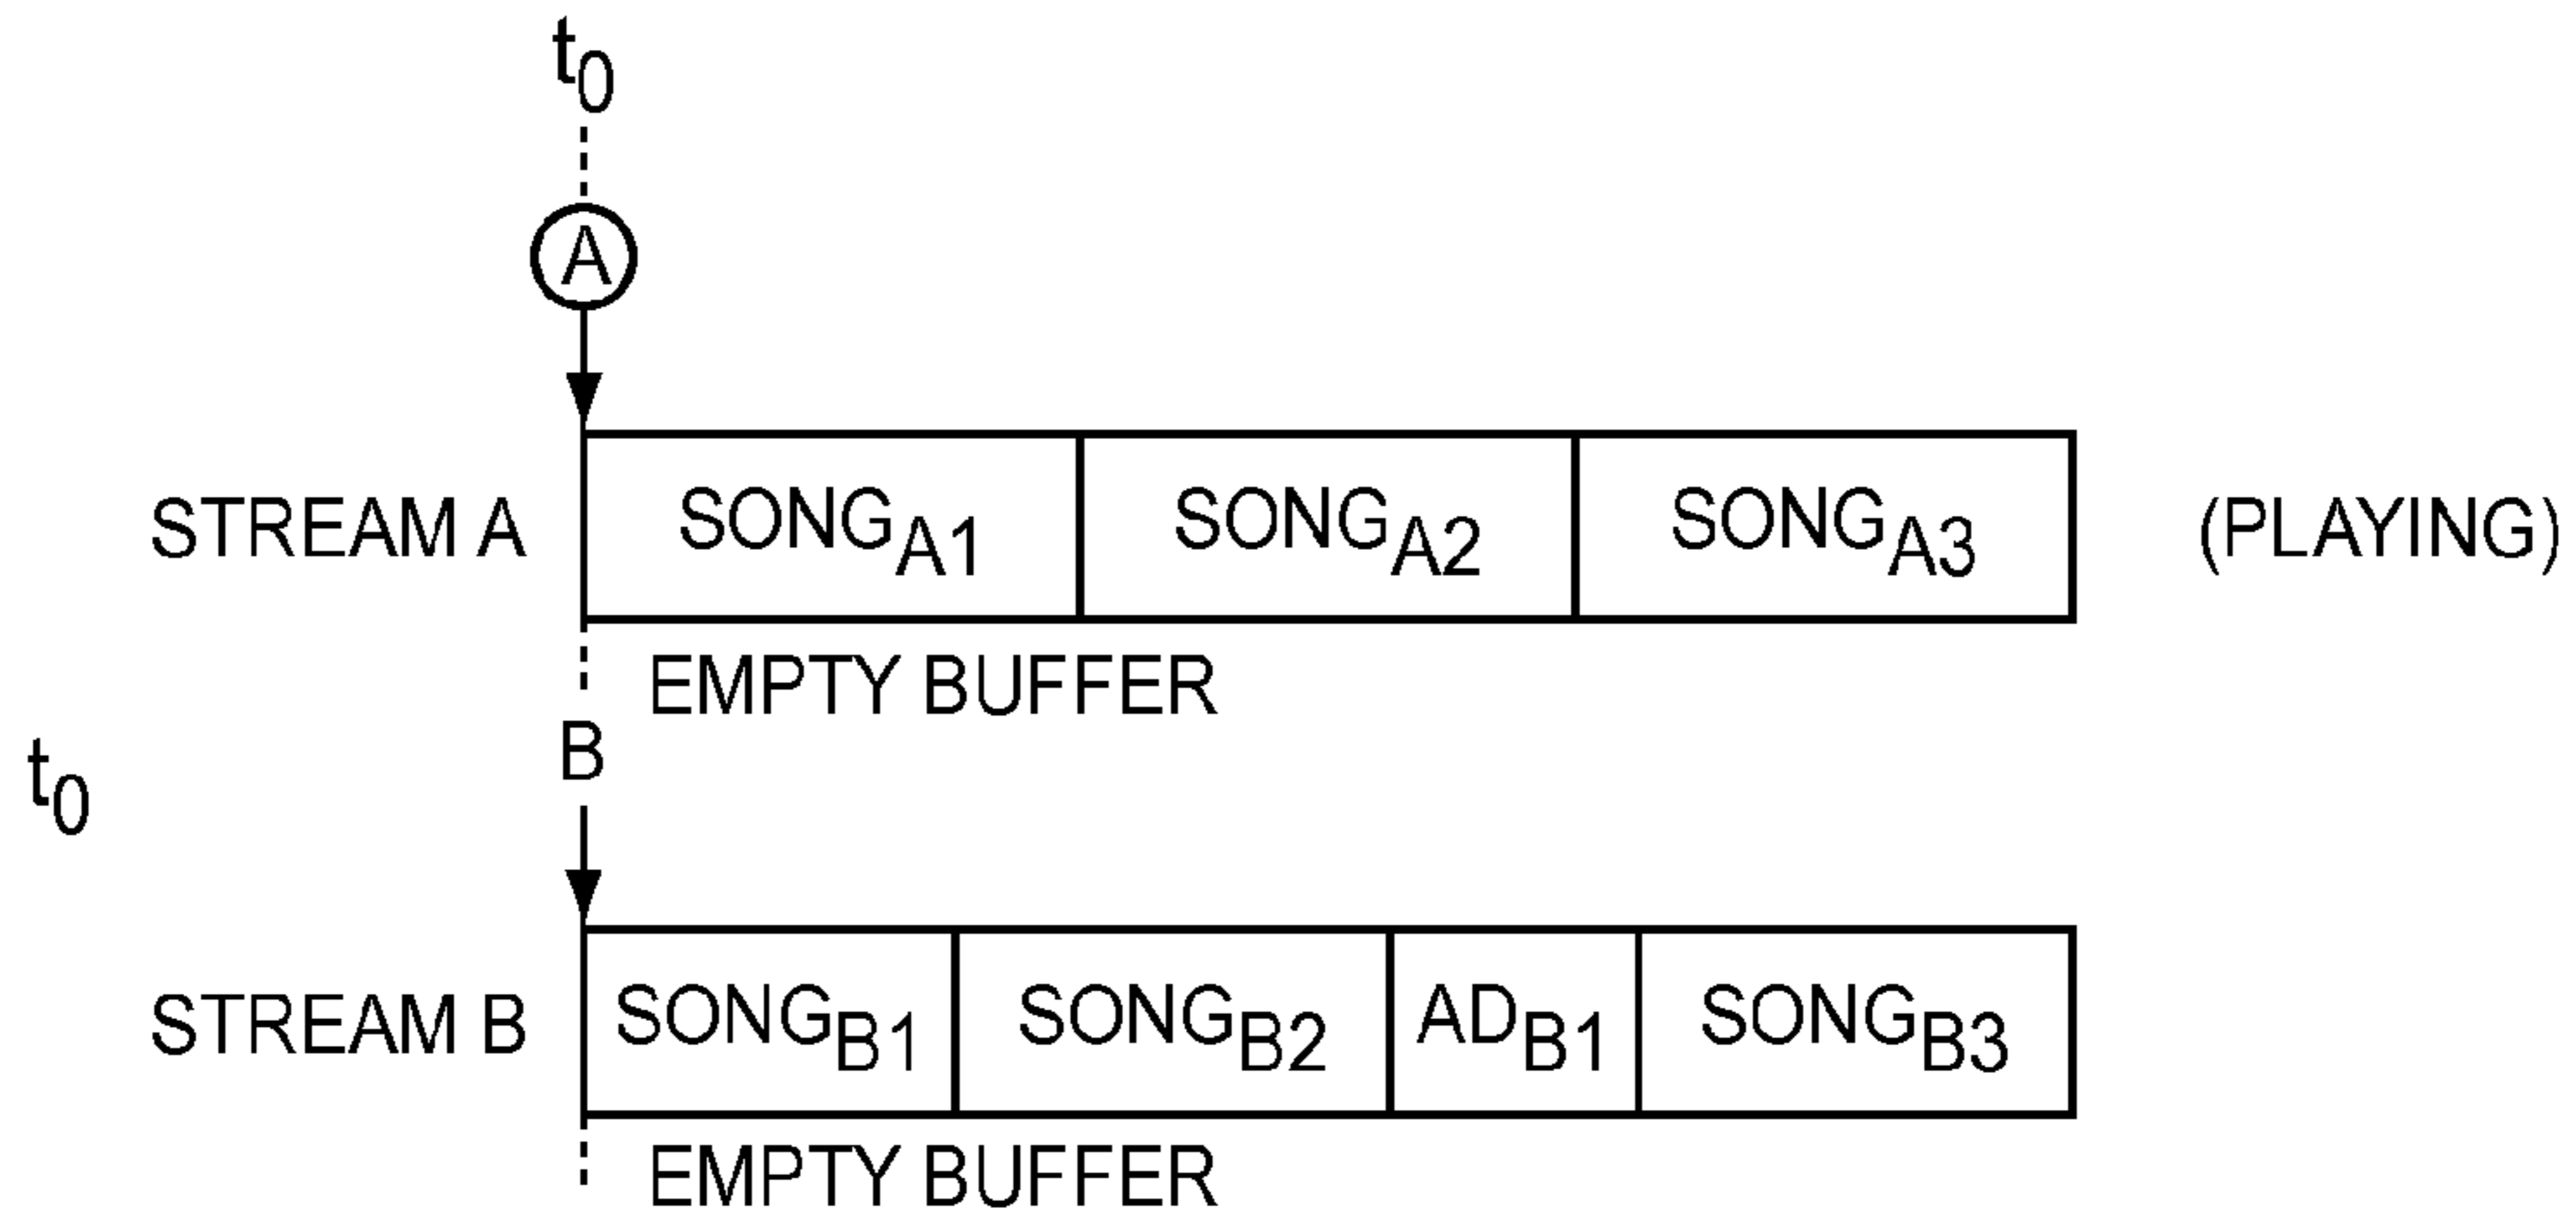 t0
A
STREAM A SONGA1 SONGA2 SONGA3 (PLAYING)
EMPTY BUFFER
t0 B
STREAM B SONGB1 SONGB2 ADB1 SONGB3
EMPTY BUFFER